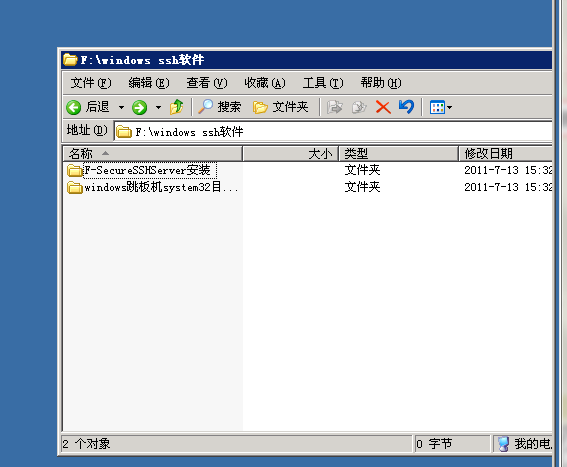 F:\windows ssh软件
文件(F) 编辑(E) 查看(V) 收藏(A) 工具(T) 帮助(H)
后退 搜索 文件夹
地址(D) F:\windows ssh软件
名称 大小 类型 修改日期
F-SecureSSHServer安装 文件夹 2011-7-13 15:32
windows跳板机system32目... 文件夹 2011-7-13 15:32
2 个对象 0 字节 我的电